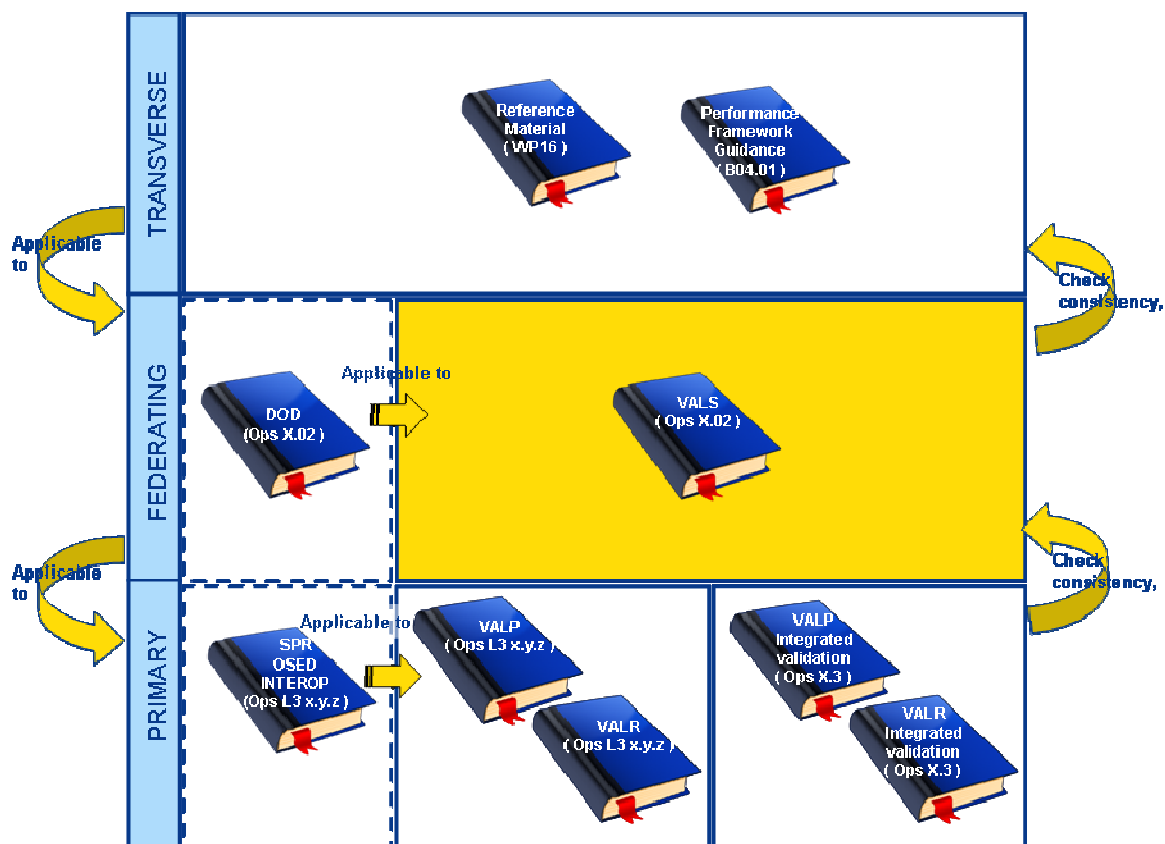 TRANSVERSE
Reference
Material
( WP16 )
Performance
Framework
Guidance
( B04.01 )
Applicable
to
Check
consistency,
FEDERATING
DOD
(Ops X.02 )
Applicable to
VALS
( Ops X.02 )
Applicable
to
Check
consistency,
PRIMARY
SPR
OSED
INTEROP
(Ops L3 x.y.z )
Applicable to
VALP
( Ops L3 x.y.z )
VALR
( Ops L3 x.y.z )
VALP
Integrated
validation
( Ops X.3 )
VALR
Integrated
validation
( Ops X.3 )